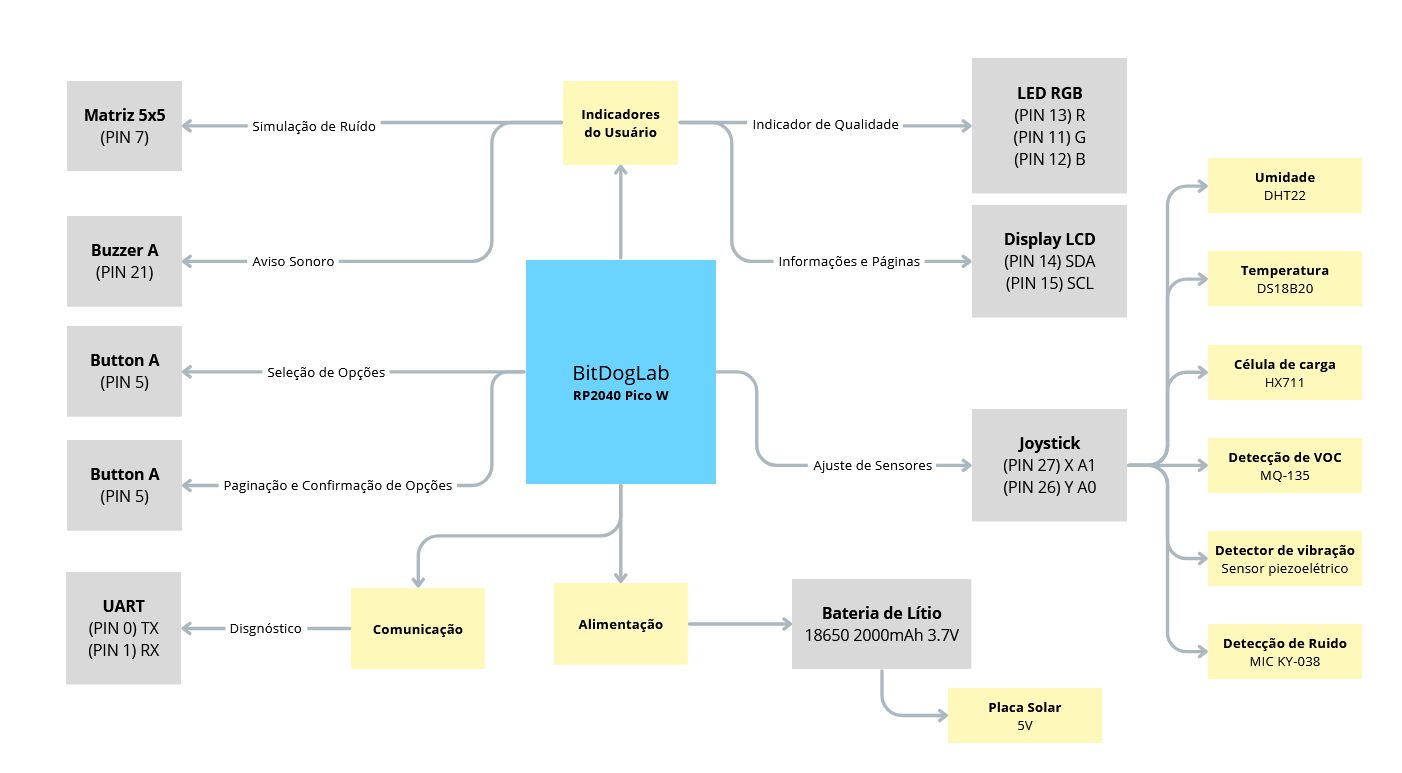 Matriz 5x5
(PIN 7)
Simulação de Ruído
Indicadores
do Usuário
Indicador de Qualidade
LED RGB
(PIN 13) R
(PIN 11) G
(PIN 12) B
Buzzer A
(PIN 21)
Aviso Sonoro
Informações e Páginas
Display LCD
(PIN 14) SDA
(PIN 15) SCL
Button A
(PIN 5)
Seleção de Opções
BitDogLab
RP2040 Pico W
Button A
(PIN 5)
Paginação e Confirmação de Opções
Ajuste de Sensores
Joystick
(PIN 27) X A1
(PIN 26) Y A0
Umidade
DHT22
Temperatura
DS18B20
Célula de carga
HX711
Detecção de VOC
MQ-135
Detector de vibração
Sensor piezoelétrico
Detecção de Ruido
MIC KY-038
UART
(PIN 0) TX
(PIN 1) RX
Disgnóstico
Comunicação
Alimentação
Bateria de Lítio
18650 2000mAh 3.7V
Placa Solar
5V